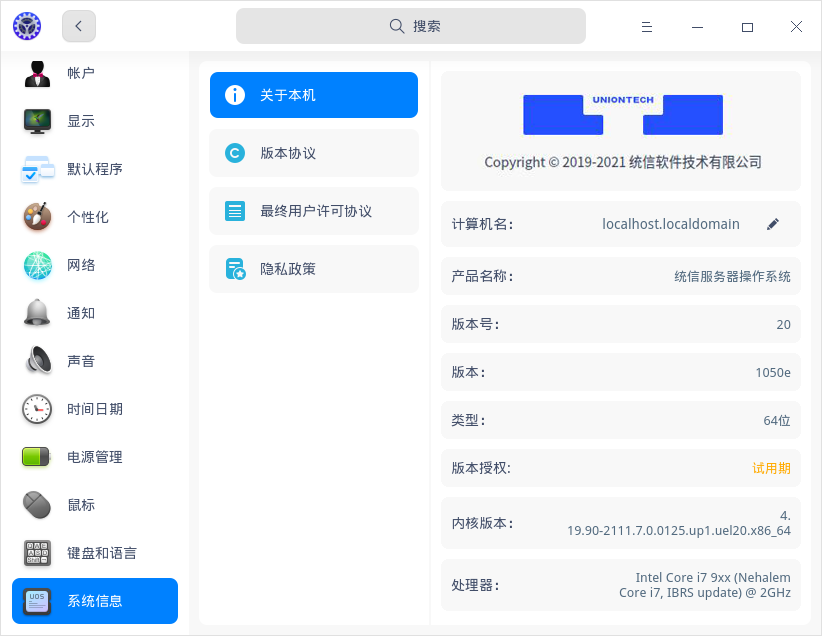 搜索
帐户
显示
默认程序
个性化
网络
通知
声音
时间日期
电源管理
鼠标
键盘和语言
UOS
系统信息
关于本机
版本协议
最终用户许可协议
隐私政策
UNIONTECH
Copyright © 2019-2021 统信软件技术有限公司
计算机名：
localhost.localdomain
产品名称：
统信服务器操作系统
版本号：
20
版本：
1050e
类型：
64位
版本授权:
试用期
内核版本：
4.
19.90-2111.7.0.0125.up1.uel20.x86_64
处理器：
Intel Core i7 9xx (Nehalem
Core i7, IBRS update) @ 2GHz